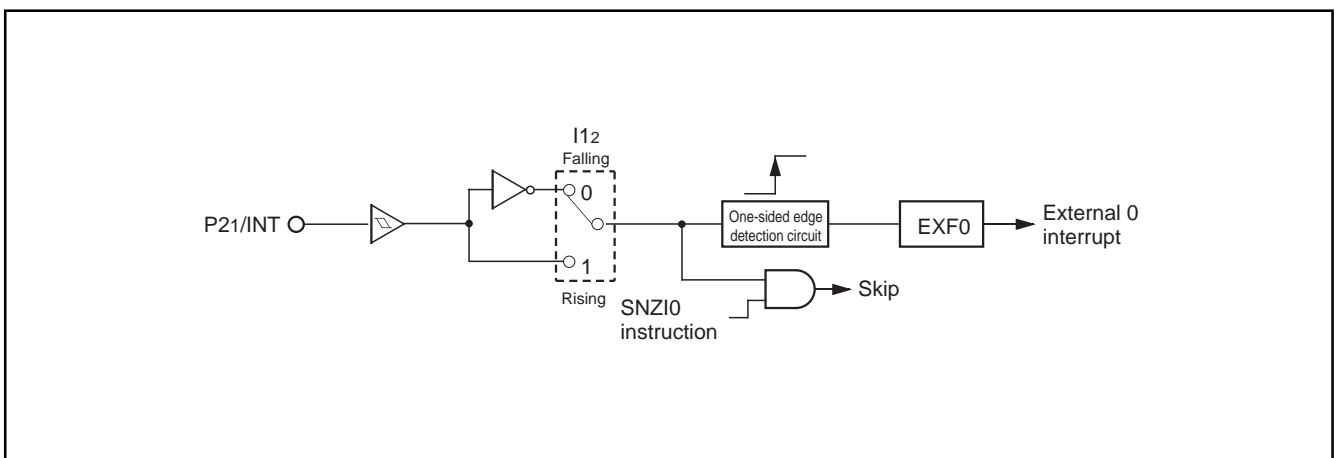 I12
Falling
0
P21/INT
1
Rising
One-sided edge
detection circuit
EXF0
External 0
interrupt
SNZI0
instruction
Skip